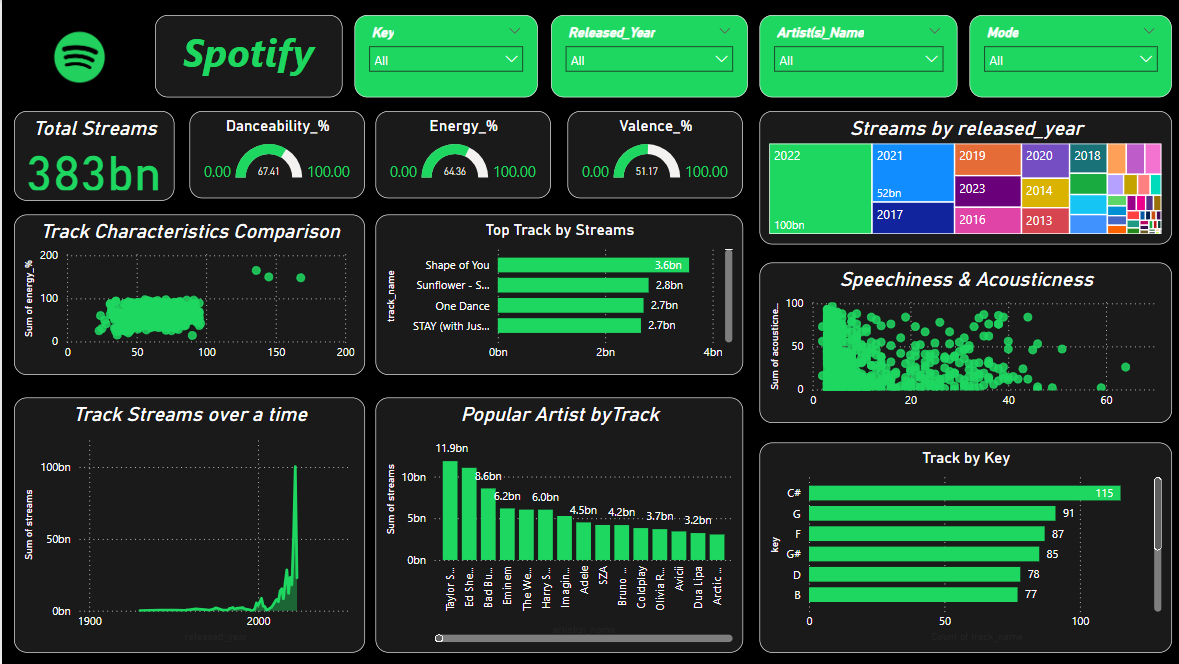 Spotify
Key
All
Released_Year
All
Artist(s)_Name
All
Mode
All
Total Streams
383bn
Danceability_%
0.00
67.41
100.00
Energy_%
0.00
64.36
100.00
Valence_%
0.00
51.17
100.00
Streams by released_year
2022
100bn
2021
52bn
2017
2019
2023
2016
2020
2014
2013
2018
Track Characteristics Comparison
Sum of energy_%
200
100
0
0
50
100
150
200
Top Track by Streams
track_name
Shape of You
3.6bn
Sunflower - S...
2.8bn
One Dance
2.7bn
STAY (with Jus...
2.7bn
0bn
2bn
4bn
Speechiness & Acousticness
Sum of acousticne_
100
50
0
0
20
40
60
Track Streams over a time
Sum of streams
100bn
50bn
0bn
1900
2000
released_year
Popular Artist byTrack
Sum of streams
10bn
5bn
0bn
11.9bn
8.6bn
6.2bn
6.0bn
4.5bn
4.2bn
3.7bn
3.2bn
Taylor S...
Ed She...
Bad Bu...
Eminem
The We...
Harry S...
Imagin...
Adele
SZA
Bruno ...
Coldplay
Olivia R...
Avicii
Dua Lipa
Arctic ...
Track by Key
key
C#
115
G
91
F
87
G#
85
D
78
B
77
0
50
100
Count of track_name